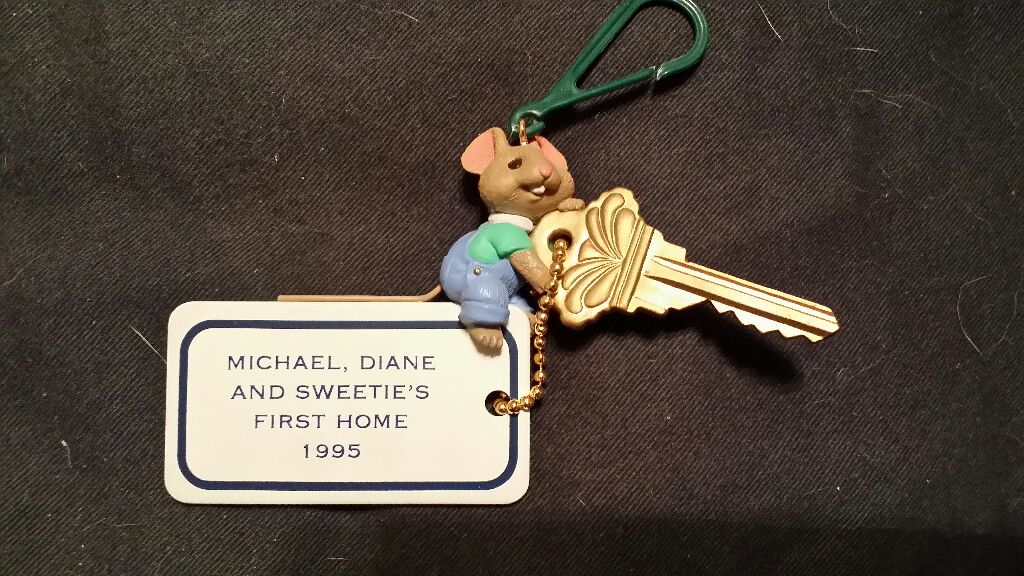 MICHAEL, DIANE
AND SWEETIE'S
FIRST HOME
1995